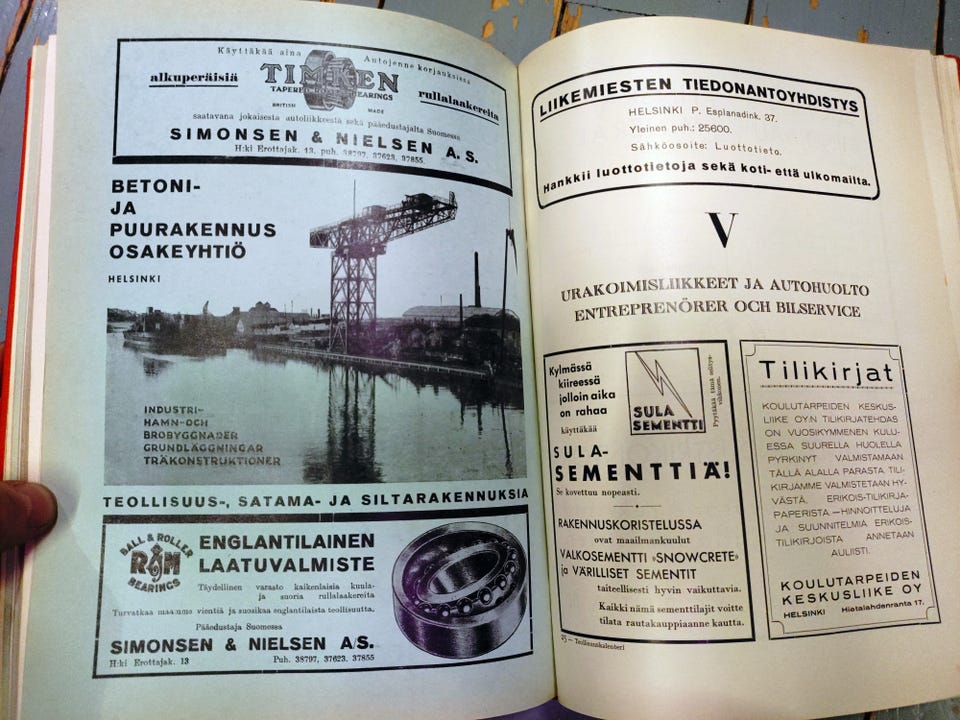 Käyttäkää aina Autojenne korjauksissa
alkuperäisiä TIMKEN rullalaakereita
TAPERED BEARINGS
BRITISH MADE
saatavana jokaisesta autoliikkeestä sekä pääedustajalta Suomessa
SIMONSEN & NIELSEN A. S.
H:ki Erottajak. 13, puh. 38797, 37623, 37855.
BETONI-
JA
PUURAKENNUS
OSAKEYHTIÖ
HELSINKI
INDUSTRI-
HAMN-OCH
BROBYGGNADER
GRUNDLÄGGNINGAR
TRÄKONSTRUKTIONER
TEOLLISUUS-, SATAMA- JA SILTARAKENNUKSIA
BALL & ROLLER
R&M
BEARINGS
ENGLANTILAINEN
LAATUVALMISTE
Täydellinen varasto kaikenlaisia kuula-
ja suoria rullalaakereita
Turvatkaa maamme vientiä ja suosikaa englantilaista teollisuutta.
Pääedustaja Suomessa
SIMONSEN & NIELSEN A/S.
H:ki Erottajak. 13 Puh. 38797, 37623, 37855
LIIKEMIESTEN TIEDONANTOYHDISTYS
HELSINKI P. Esplanadink. 37.
Yleinen puh.: 25600.
Sähköosoite: Luottotieto.
Hankkii luottotietoja sekä koti- että ulkomailta.
V
URAKOIMISLIIKKEET JA AUTOHUOLTO
ENTREPRENÖRER OCH BILSERVICE
Kylmässä
kiireessä
jolloin aika
on rahaa
käyttäkää
SULA
SEMENTTI
Pyytäkää tämä selitys-
vihkonen.
SULA-
SEMENTTIÄ!
Se kovettuu nopeasti.
RAKENNUSKORISTELUSSA
ovat maailmankuulut
VALKOSEMENTTI »SNOWCRETE»
ja VÄRILLISET SEMENTIT
taiteellisesti hyvin vaikuttavia.
Kaikki nämä sementtilajit voitte
tilata rautakauppianne kautta.
25 — Teollisuuskalenteri
Tilikirjat
KOULUTARPEIDEN KESKUS-
LIIKE OY:N TILIKIRJATEHDAS
ON VUOSIKYMMENEN KULU-
ESSA SUURELLA HUOLELLA
PYRKINYT VALMISTAMAAN
TÄLLÄ ALALLA PARASTA TILI-
KIRJAMME VALMISTETAAN HY-
VÄSTÄ, ERIKOIS-TILIKIRJA-
PAPERISTA.—HINNOITTELUJA
JA SUUNNITELMIA ERIKOIS-
TILIKIRJOISTA ANNETAAN
AULIISTI.
KOULUTARPEIDEN
KESKUSLIIKE OY
HELSINKI Hietalahdenranta 17.